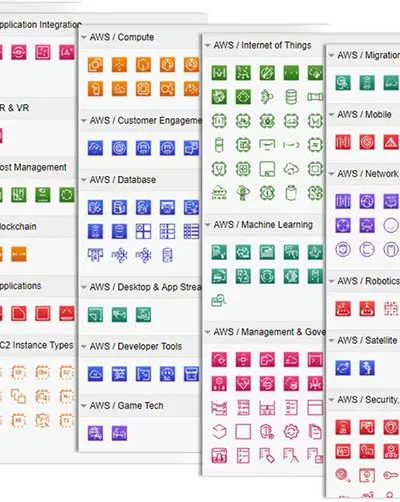 pplication Integration
R & VR
ost Management
lockchain
pplications
C2 Instance Types
AWS / Compute
AWS / Customer Engageme
AWS / Database
AWS / Desktop & App Strea
AWS / Developer Tools
AWS / Game Tech
AWS / Internet of Things
AWS / Machine Learning
AWS / Management & Gove
AWS / Migration
AWS / Mobile
AWS / Network
AWS / Robotics
AWS / Satellite
AWS / Security,